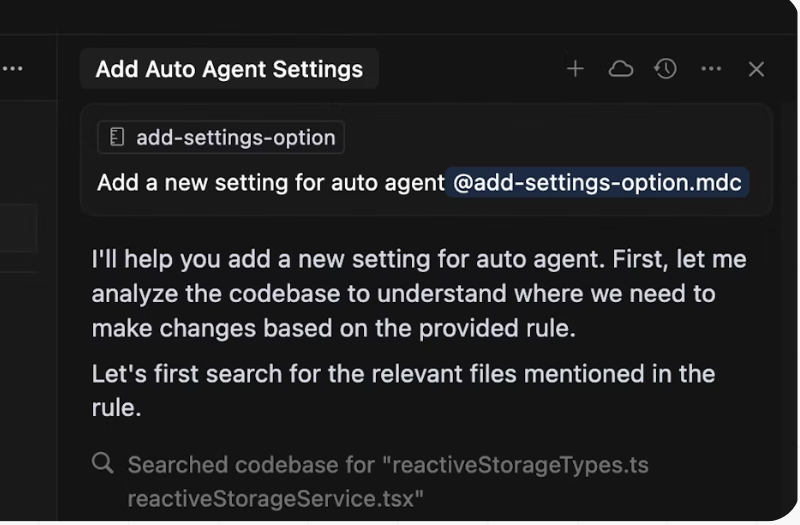 Add Auto Agent Settings
add-settings-option
Add a new setting for auto agent @add-settings-option.mdc
I'll help you add a new setting for auto agent. First, let me
analyze the codebase to understand where we need to
make changes based on the provided rule.
Let's first search for the relevant files mentioned in the
rule.
Searched codebase for "reactiveStorageTypes.ts
reactiveStorageService.tsx"